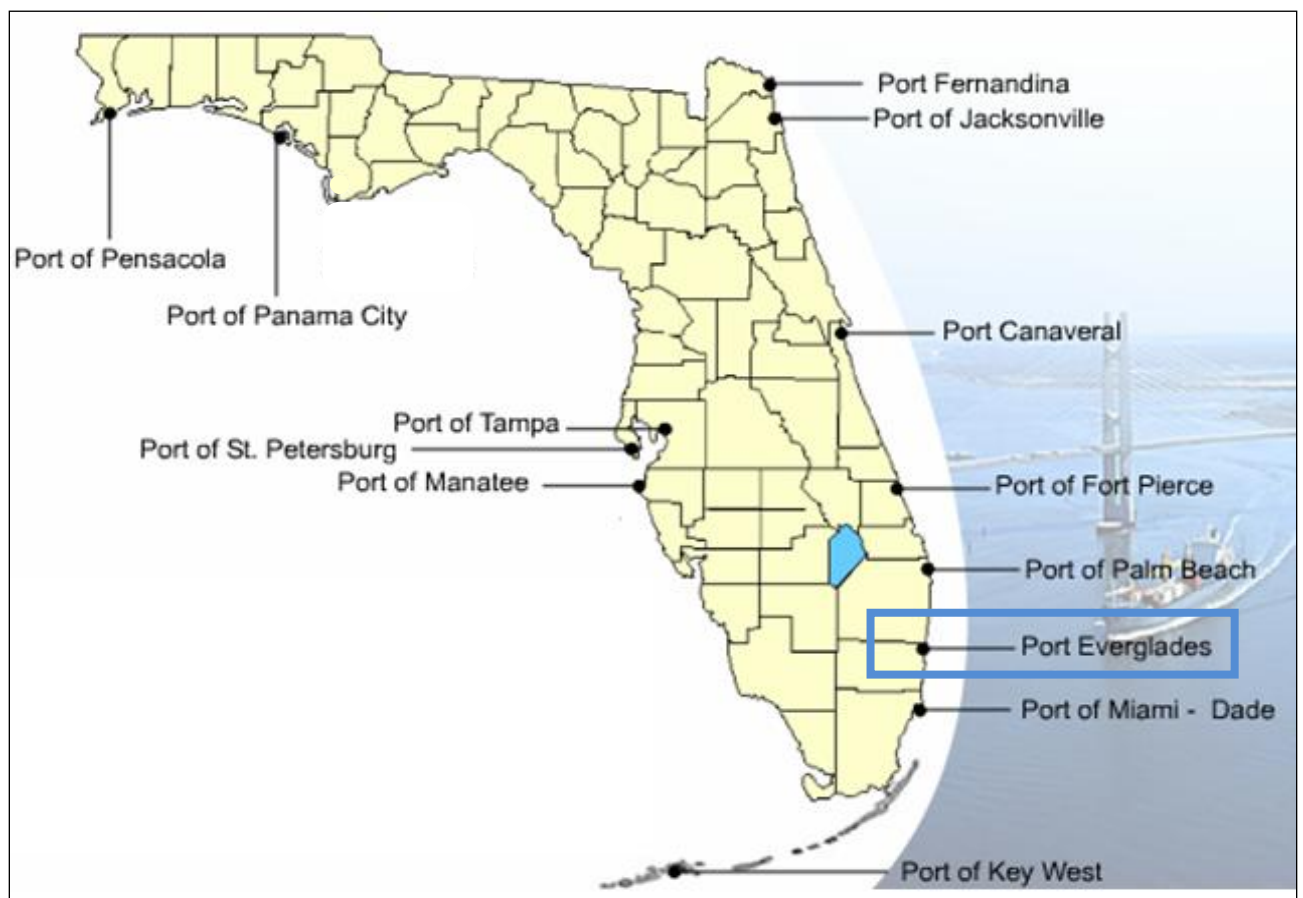 Port Fernandina
Port of Jacksonville
Port of Pensacola
Port of Panama City
Port Canaveral
Port of Tampa
Port of St. Petersburg
Port of Manatee
Port of Fort Pierce
Port of Palm Beach
Port Everglades
Port of Miami - Dade
Port of Key West